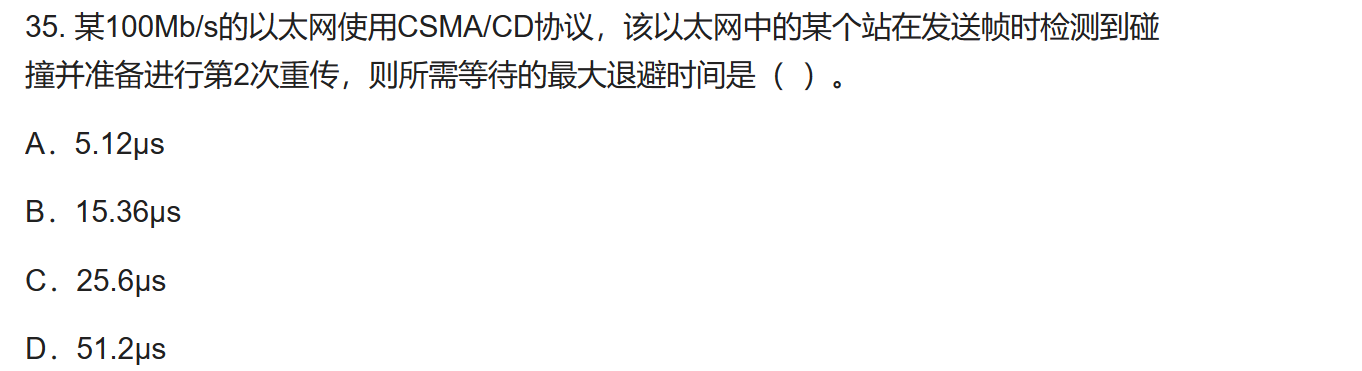 35. 某100Mb/s的以太网使用CSMA/CD协议，该以太网中的某个站在发送帧时检测到碰
撞并准备进行第2次重传，则所需等待的最大退避时间是（ ）。
A．5.12μs
B．15.36μs
C．25.6μs
D．51.2μs